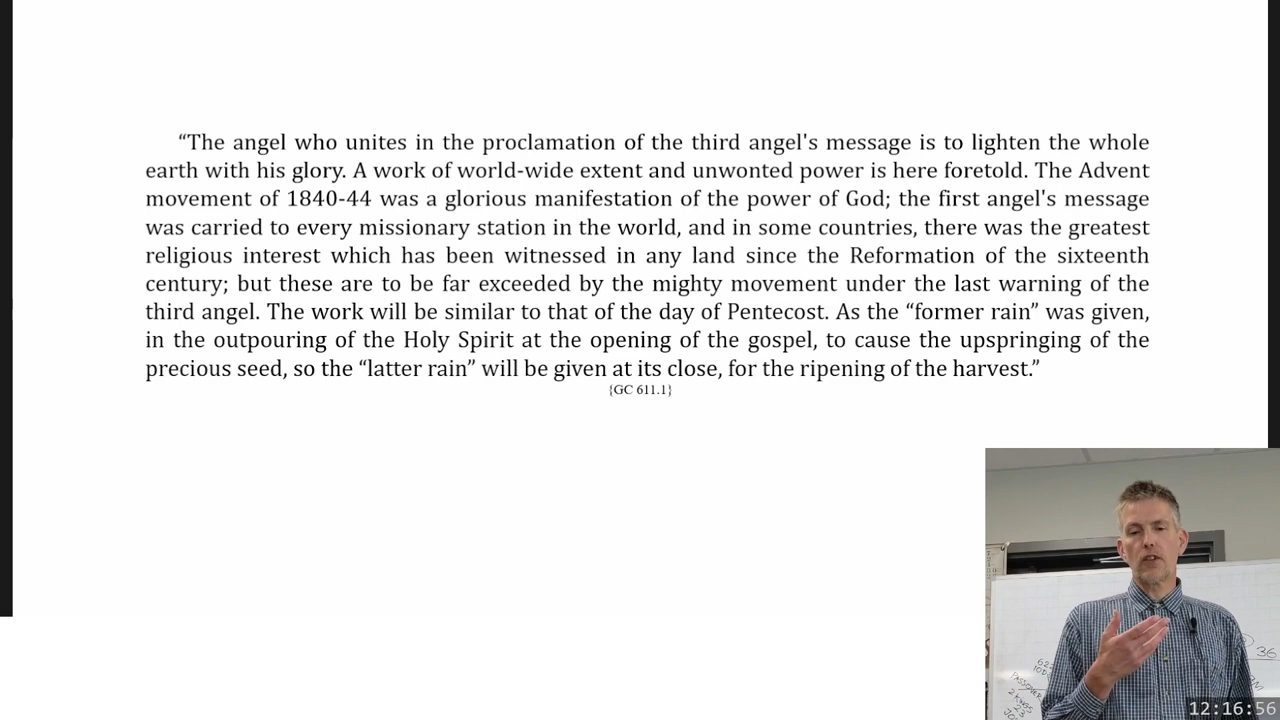 “The angel who unites in the proclamation of the third angel's message is to lighten the whole
earth with his glory. A work of world-wide extent and unwonted power is here foretold. The Advent
movement of 1840-44 was a glorious manifestation of the power of God; the first angel's message
was carried to every missionary station in the world, and in some countries, there was the greatest
religious interest which has been witnessed in any land since the Reformation of the sixteenth
century; but these are to be far exceeded by the mighty movement under the last warning of the
third angel. The work will be similar to that of the day of Pentecost. As the “former rain” was given,
in the outpouring of the Holy Spirit at the opening of the gospel, to cause the upspringing of the
precious seed, so the “latter rain” will be given at its close, for the ripening of the harvest.”
{GC 611.1}
36
PASSOVER
2 KINGS
23
12:16:56